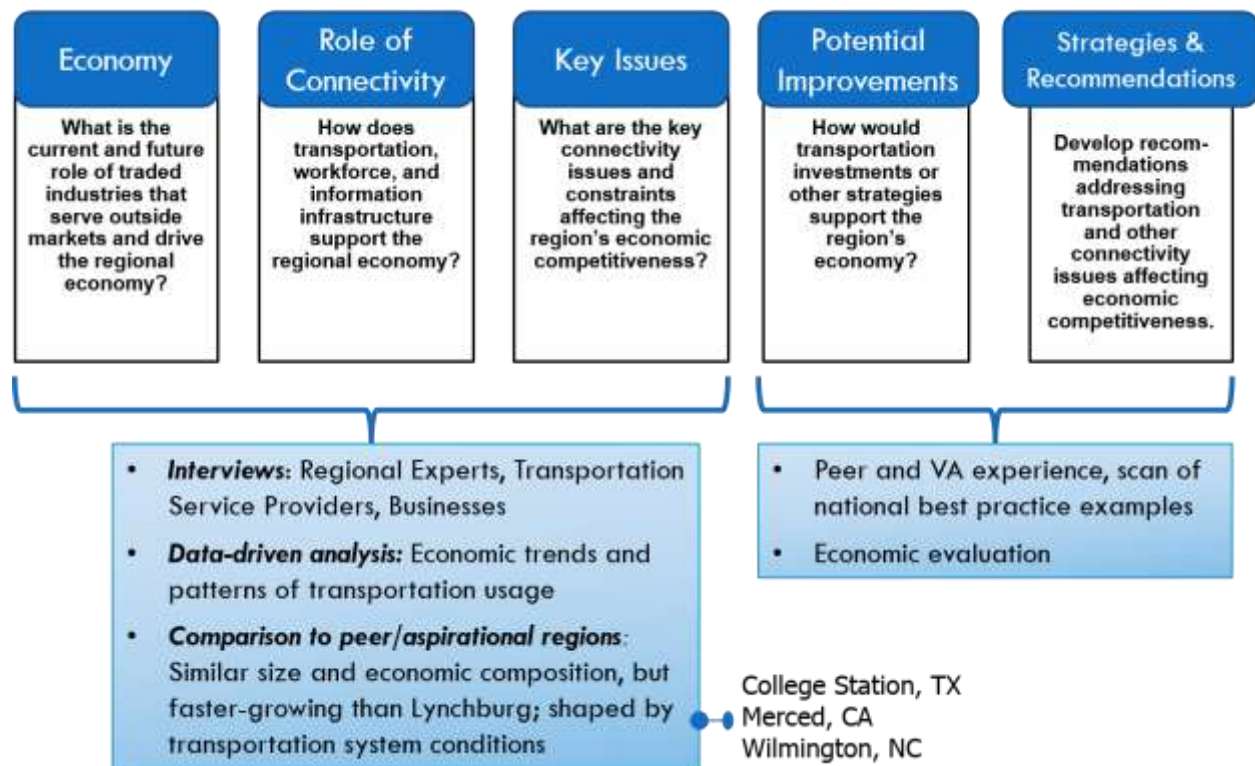 Economy
What is the
current and future
role of traded
industries that
serve outside
markets and drive
the regional
economy?
Role of
Connectivity
How does
transportation,
workforce, and
information
infrastructure
support the
regional economy?
Key Issues
What are the key
connectivity
issues and
constraints
affecting the
region's economic
competitiveness?
Potential
Improvements
How would
transportation
investments or
other strategies
support the
region's
economy?
Strategies &
Recommendations
Develop recom-
mendations
addressing
transportation
and other
connectivity
issues affecting
economic
competitiveness.
• Interviews: Regional Experts, Transportation
Service Providers, Businesses
• Data-driven analysis: Economic trends and
patterns of transportation usage
• Comparison to peer/aspirational regions:
Similar size and economic composition, but
faster-growing than Lynchburg; shaped by
transportation system conditions
College Station, TX
Merced, CA
Wilmington, NC
• Peer and VA experience, scan of
national best practice examples
• Economic evaluation